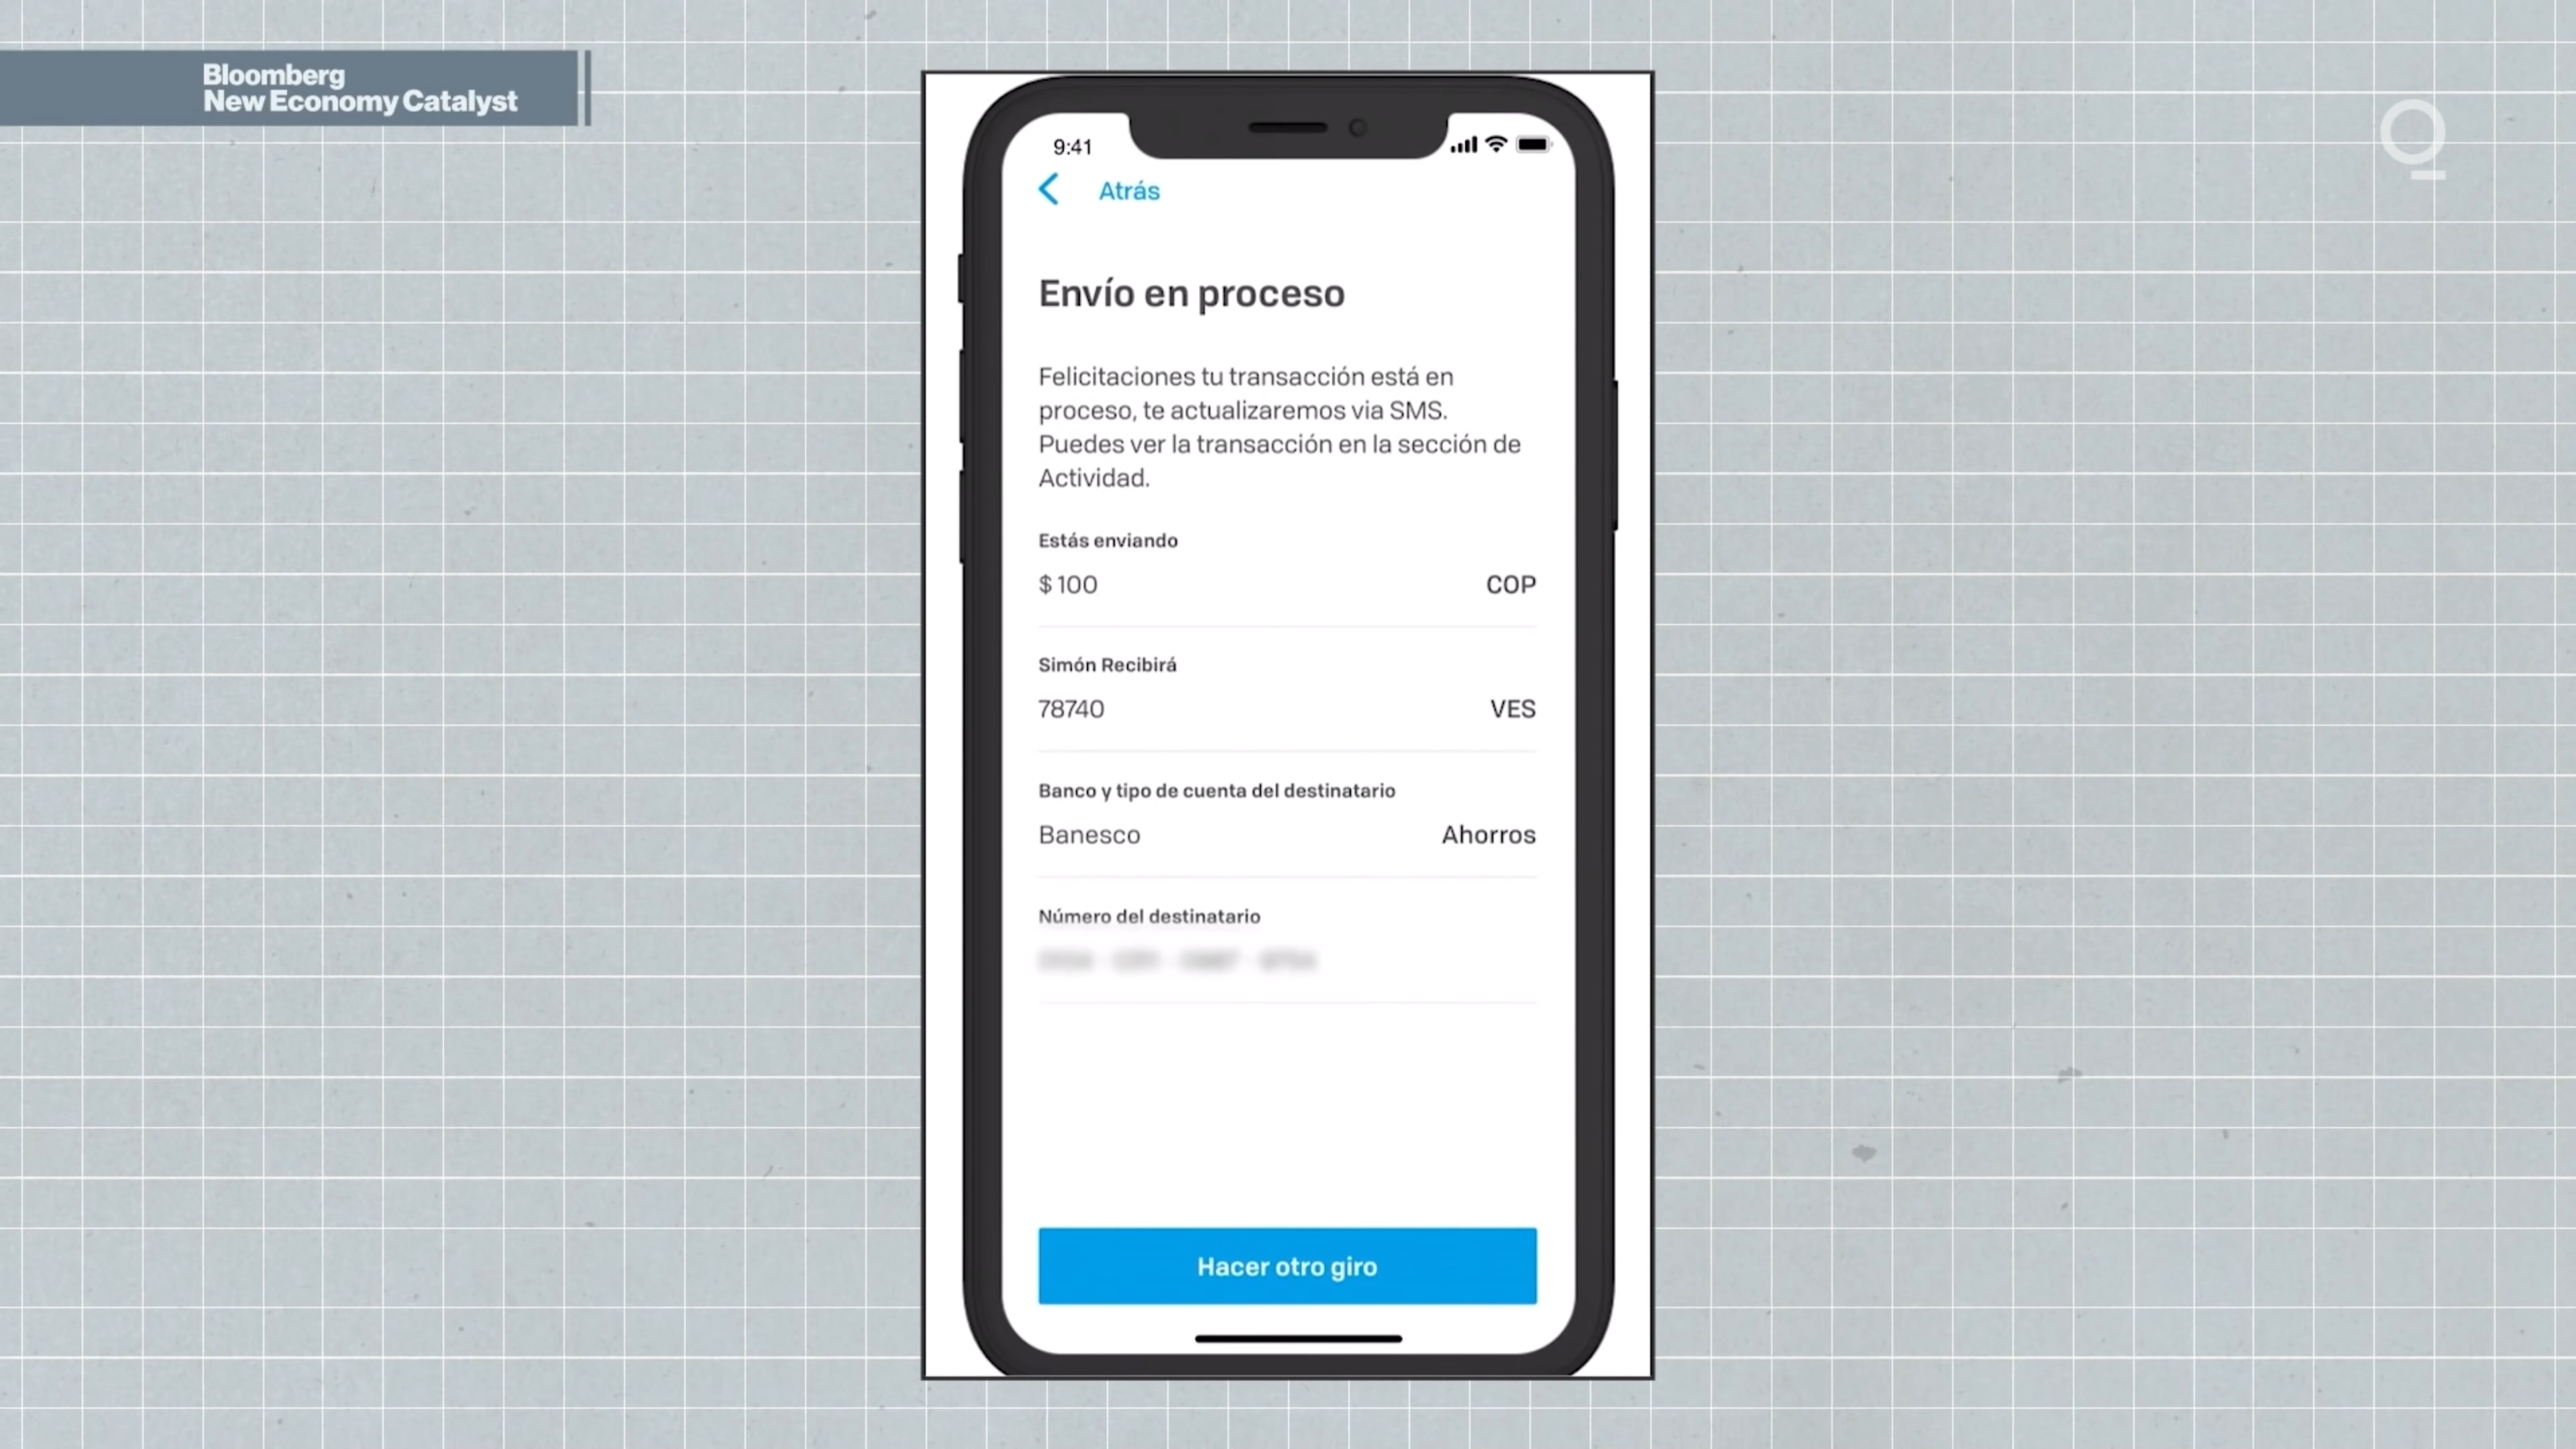 Bloomberg
New Economy Catalyst
9:41
Atrás
Envío en proceso
Felicitaciones tu transacción está en
proceso, te actualizaremos via SMS.
Puedes ver la transacción en la sección de
Actividad.
Estás enviando
$ 100 COP
Simón Recibirá
78740 VES
Banco y tipo de cuenta del destinatario
Banesco Ahorros
Número del destinatario
Hacer otro giro